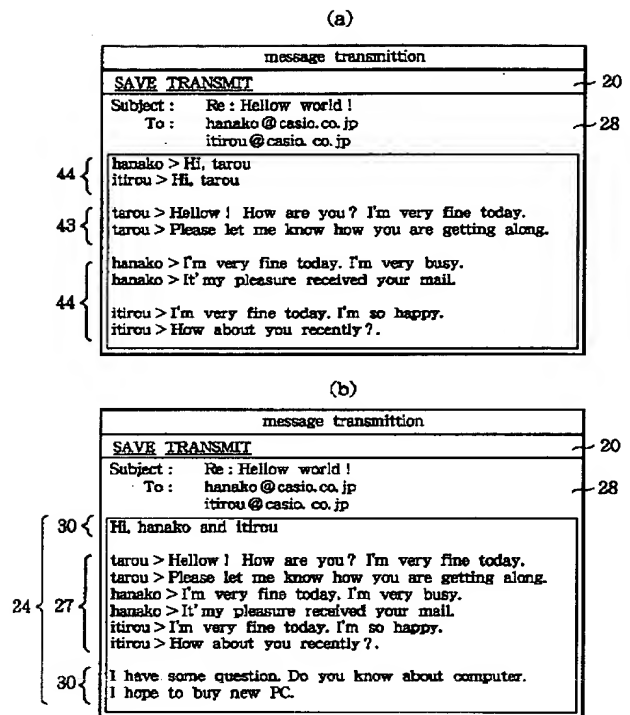 (a)
message transmittion
SAVE TRANSMIT
20
Subject : Re : Hellow world !
To : hanako@casio.co.jp
28
itirou@casio. co. jp
44
hanako > Hi, tarou
itirou > Hi, tarou
43
tarou > Hellow ! How are you? I'm very fine today.
tarou > Please let me know how you are getting along.
44
hanako > I'm very fine today. I'm very busy.
hanako > It'my pleasure received your mail.
itirou > I'm very fine today. I'm so happy.
itirou > How about you recently?.
(b)
message transmittion
SAVE TRANSMIT
20
Subject : Re : Hellow world !
To : hanako@casio.co.jp
28
itirou@casio. co. jp
24
30
Hi, hanako and itirou
27
tarou > Hellow ! How are you? I'm very fine today.
tarou > Please let me know how you are getting along.
hanako > I'm very fine today. I'm very busy.
hanako > It'my pleasure received your mail.
itirou > I'm very fine today. I'm so happy.
itirou > How about you recently?.
30
I have some question. Do you know about computer.
I hope to buy new PC.